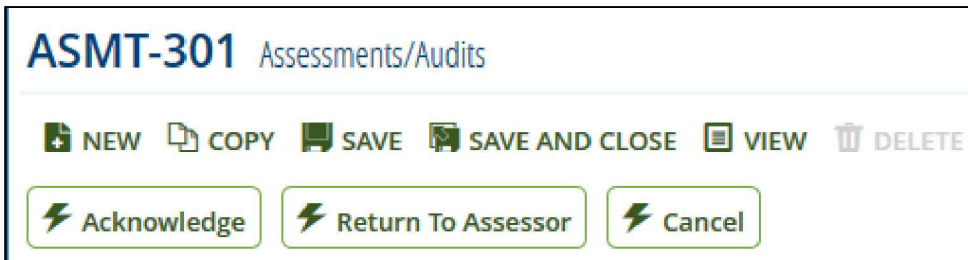 ASMT-301 Assessments/Audits
NEW COPY SAVE SAVE AND CLOSE VIEW DELETE
Acknowledge Return To Assessor Cancel